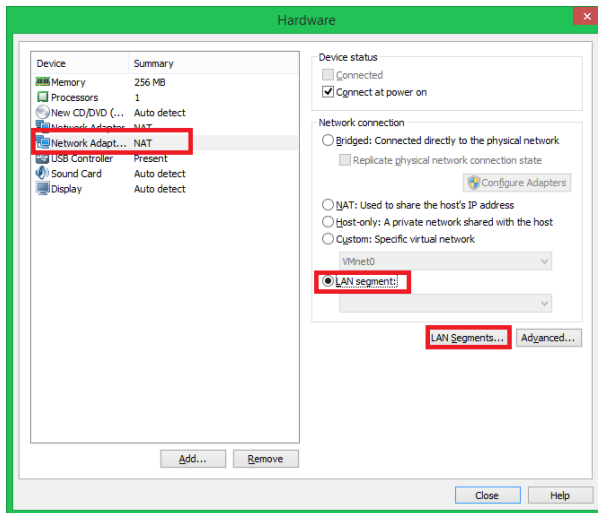 Hardware
Device Summary
Memory 256 MB
Processors 1
New CD/DVD (... Auto detect
Network Adapter NAT
Network Adapt... NAT
USB Controller Present
Sound Card Auto detect
Display Auto detect
Add...
Remove
Device status
Connected
Connect at power on
Network connection
Bridged: Connected directly to the physical network
Replicate physical network connection state
Configure Adapters
NAT: Used to share the host's IP address
Host-only: A private network shared with the host
Custom: Specific virtual network
VMnet0
LAN segment:
LAN Segments...
Advanced...
Close
Help